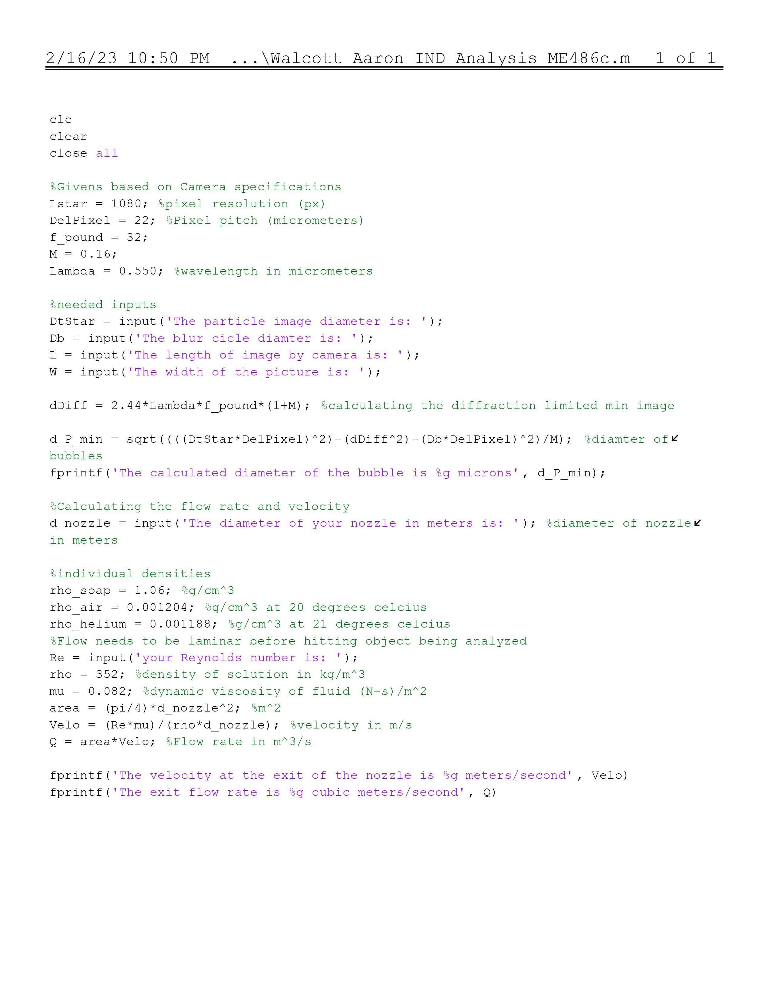 2/16/23 10:50 PM ...\Walcott Aaron IND Analysis ME486c.m 1 of 1
clc
clear
close all
%Givens based on Camera specifications
Lstar = 1080; %pixel resolution (px)
DelPixel = 22; %Pixel pitch (micrometers)
f_pound = 32;
M = 0.16;
Lambda = 0.550; %wavelength in micrometers
%needed inputs
DtStar = input('The particle image diameter is: ');
Db = input('The blur cicle diamter is: ');
L = input('The length of image by camera is: ');
W = input('The width of the picture is: ');
dDiff = 2.44*Lambda*f_pound*(1+M); %calculating the diffraction limited min image
d_P_min = sqrt((((DtStar*DelPixel)^2)-(dDiff^2)-(Db*DelPixel)^2)/M); %diamter of↙
bubbles
fprintf('The calculated diameter of the bubble is %g microns', d_P_min);
%Calculating the flow rate and velocity
d_nozzle = input('The diameter of your nozzle in meters is: '); %diameter of nozzle↙
in meters
%individual densities
rho_soap = 1.06; %g/cm^3
rho_air = 0.001204; %g/cm^3 at 20 degrees celcius
rho_helium = 0.001188; %g/cm^3 at 21 degrees celcius
%Flow needs to be laminar before hitting object being analyzed
Re = input('your Reynolds number is: ');
rho = 352; %density of solution in kg/m^3
mu = 0.082; %dynamic viscosity of fluid (N-s)/m^2
area = (pi/4)*d_nozzle^2; %m^2
Velo = (Re*mu)/(rho*d_nozzle); %velocity in m/s
Q = area*Velo; %Flow rate in m^3/s
fprintf('The velocity at the exit of the nozzle is %g meters/second', Velo)
fprintf('The exit flow rate is %g cubic meters/second', Q)